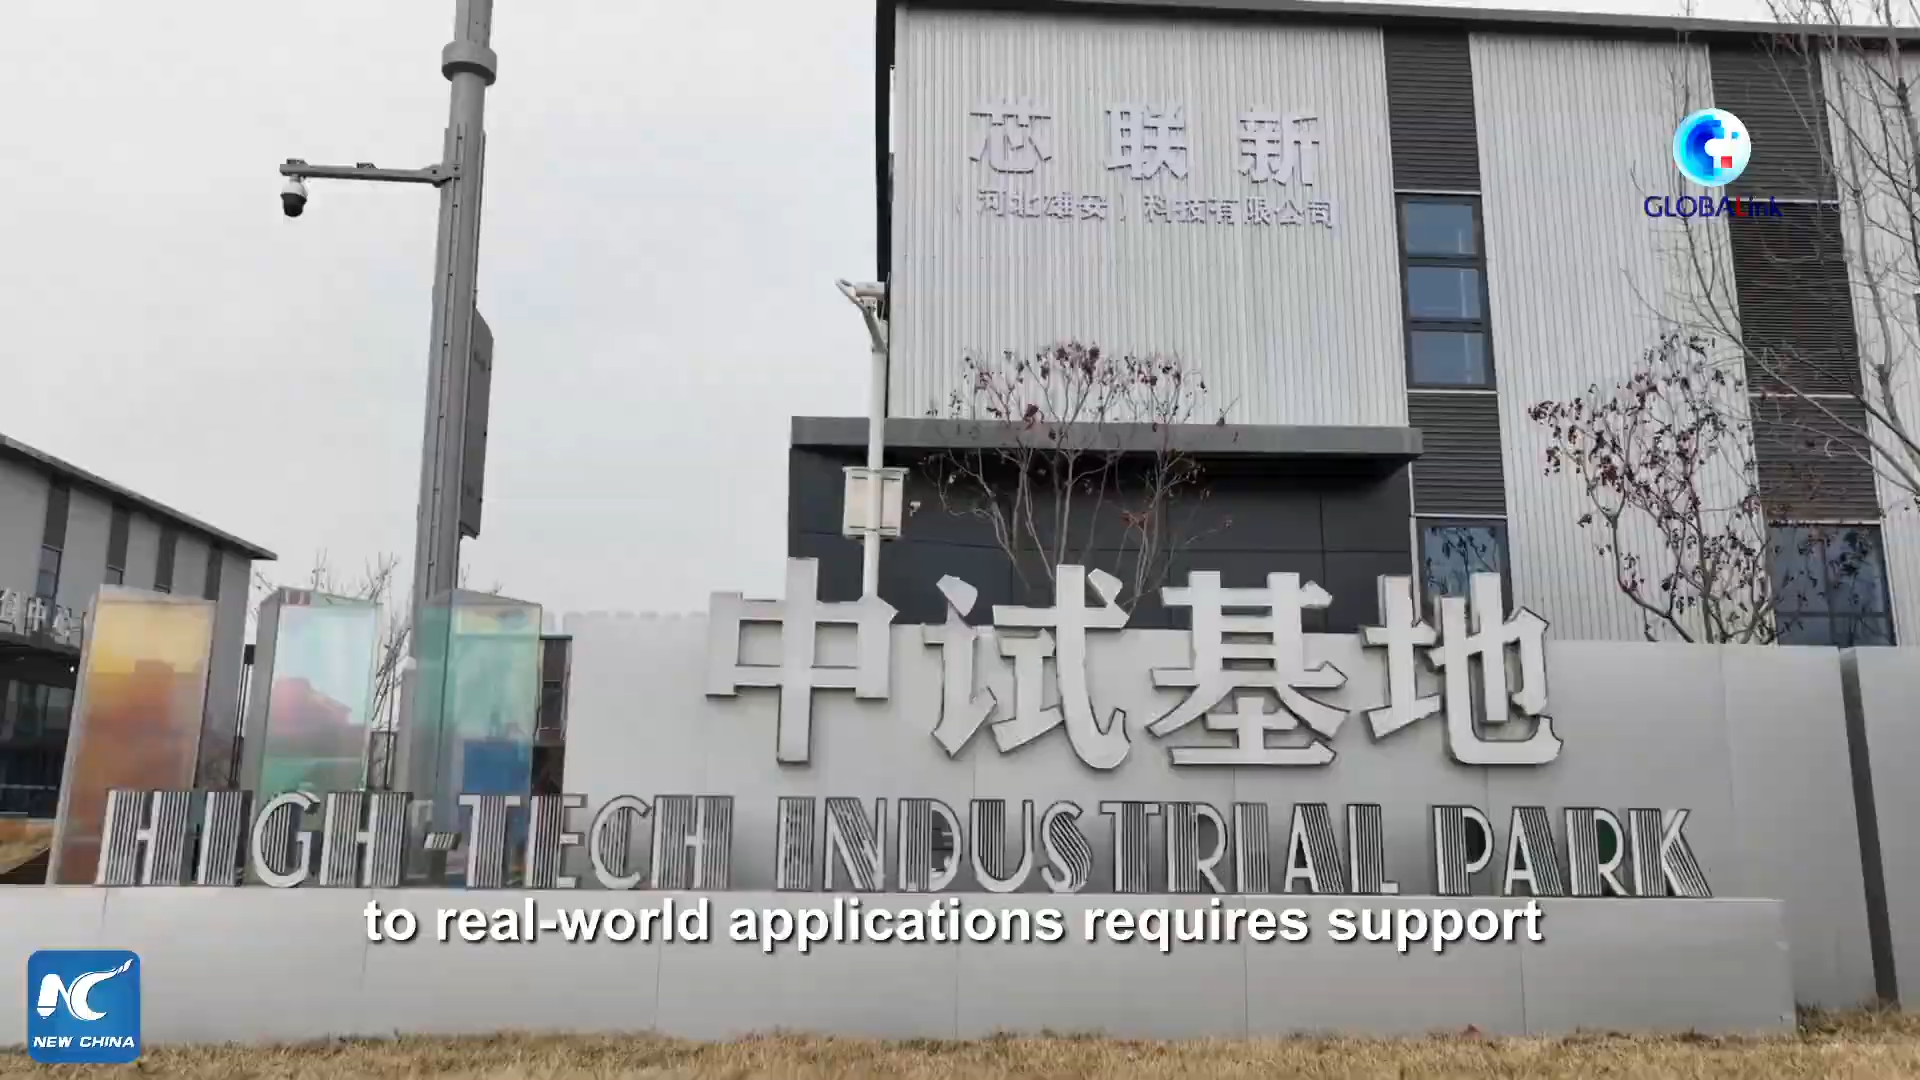 芯联新
（河北雄安）科技有限公司
GLOBALink
中试基地
HIGH-TECH INDUSTRIAL PARK
to real-world applications requires support
NEW CHINA